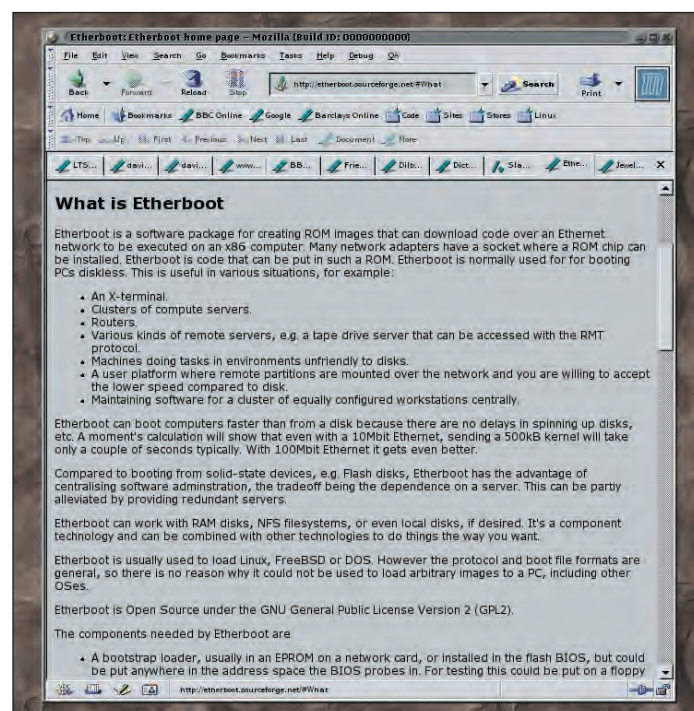 Etherboot: Etherboot home page – Mozilla {Build ID: 0000000000}
File Edit View Search Go Bookmarks Tasks Help Debug QA
Back Forward Reload Stop http://etherboot.sourceforge.net/#What Search Print
Home Bookmarks BBC Online Google Barclays Online Code Sites Stores Linux
Top Up First Previous Next Last Document More
LTS... davi... davi... www... BB... Frie... Dilb... Dict... Sla... Ethe... Jewel... X
What is Etherboot
Etherboot is a software package for creating ROM images that can download code over an Ethernet
network to be executed on an x86 computer. Many network adapters have a socket where a ROM chip can
be installed. Etherboot is code that can be put in such a ROM. Etherboot is normally used for for booting
PCs diskless. This is useful in various situations, for example:
• An X-terminal.
• Clusters of compute servers.
• Routers.
• Various kinds of remote servers, e.g. a tape drive server that can be accessed with the RMT
protocol.
• Machines doing tasks in environments unfriendly to disks.
• A user platform where remote partitions are mounted over the network and you are willing to accept
the lower speed compared to disk.
• Maintaining software for a cluster of equally configured workstations centrally.
Etherboot can boot computers faster than from a disk because there are no delays in spinning up disks,
etc. A moment's calculation will show that even with a 10Mbit Ethernet, sending a 500kB kernel will take
only a couple of seconds typically. With 100Mbit Ethernet it gets even better.
Compared to booting from solid-state devices, e.g. Flash disks, Etherboot has the advantage of
centralising software adminstration, the tradeoff being the dependence on a server. This can be partly
alleviated by providing redundant servers.
Etherboot can work with RAM disks, NFS filesystems, or even local disks, if desired. It's a component
technology and can be combined with other technologies to do things the way you want.
Etherboot is usually used to load Linux, FreeBSD or DOS. However the protocol and boot file formats are
general, so there is no reason why it could not be used to load arbitrary images to a PC, including other
OSes.
Etherboot is Open Source under the GNU General Public License Version 2 (GPL2).
The components needed by Etherboot are
• A bootstrap loader, usually in an EPROM on a network card, or installed in the flash BIOS, but could
be put anywhere in the address space the BIOS probes in. For testing this could be put on a floppy
http://etherboot.sourceforge.net/#What